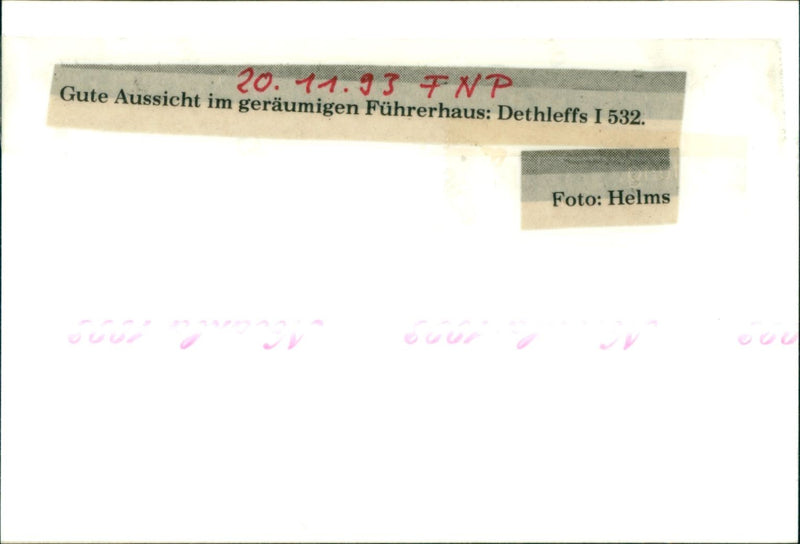 20. 11. 93 FNP
Gute Aussicht im geräumigen Führerhaus: Dethleffs I 532.
Foto: Helms